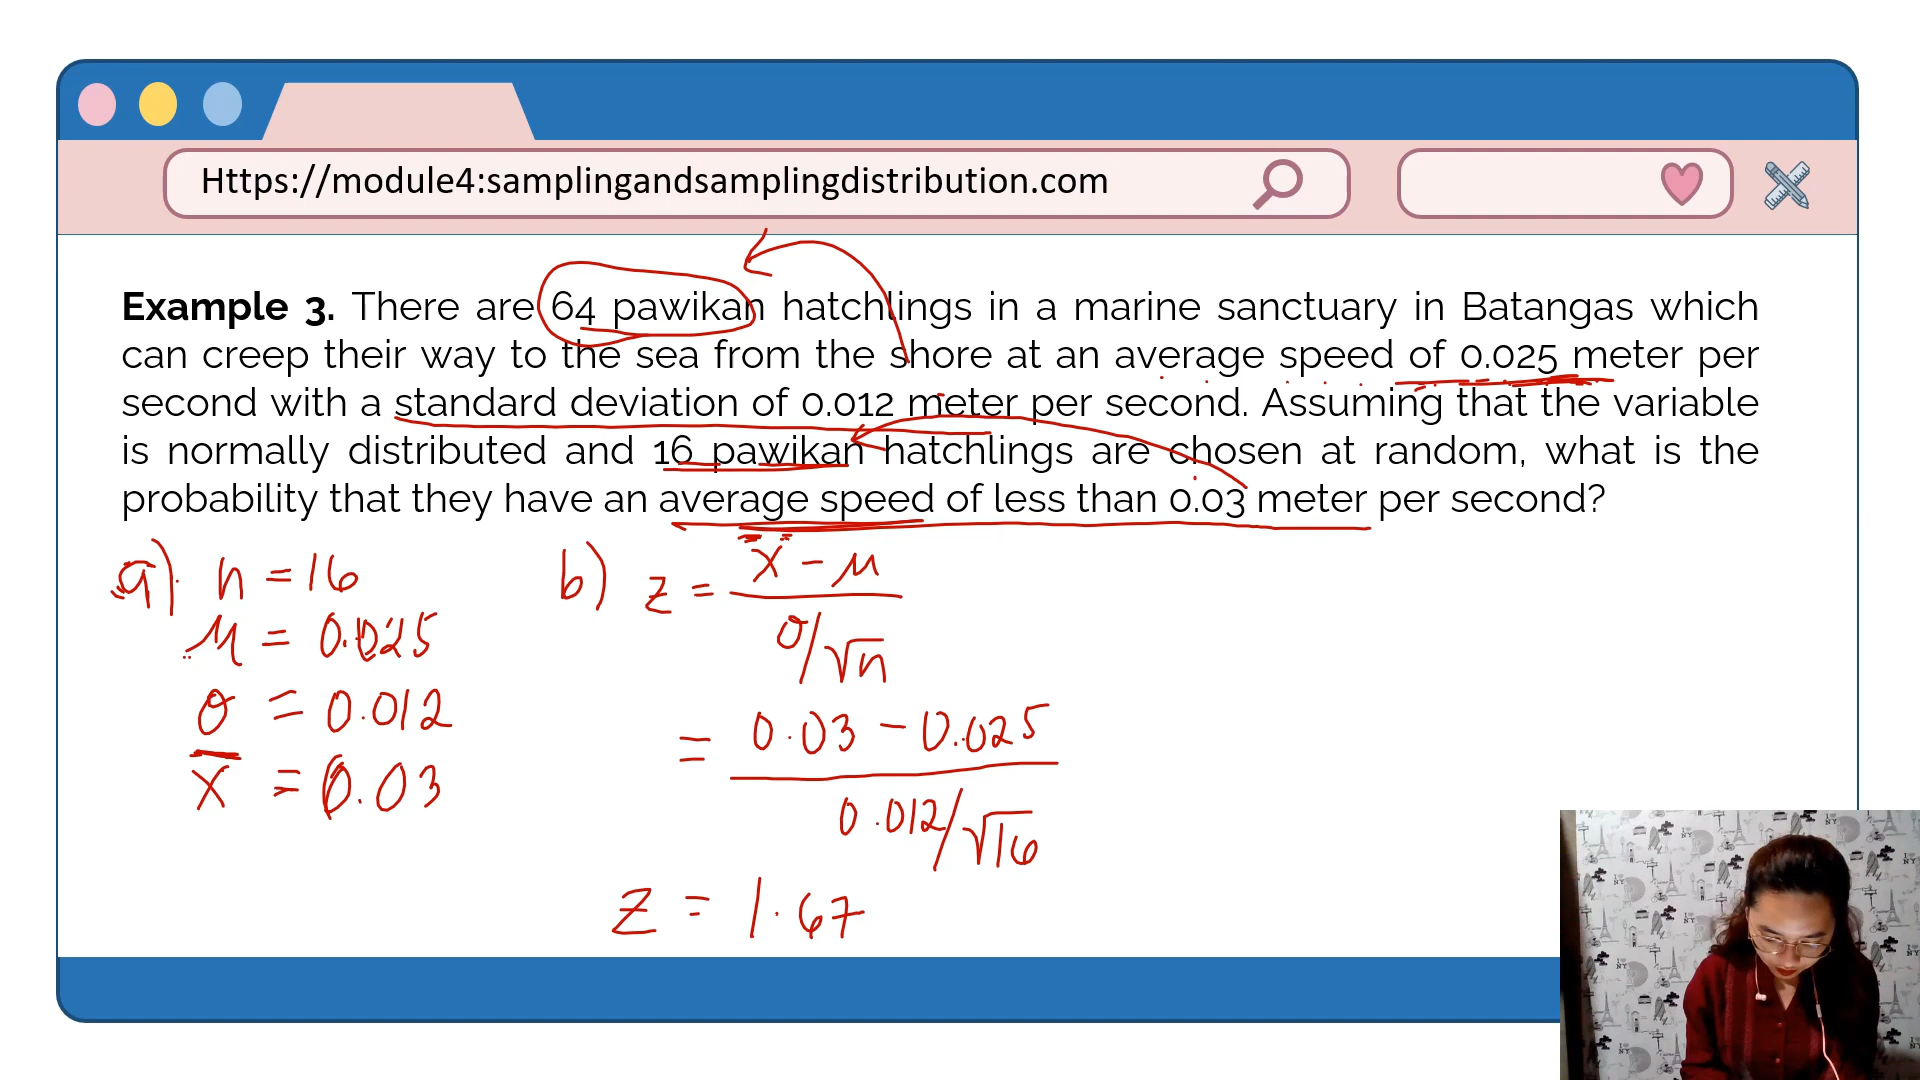 Https://module4:samplingandsamplingdistribution.com
Example 3. There are 64 pawikan hatchlings in a marine sanctuary in Batangas which
can creep their way to the sea from the shore at an average speed of 0.025 meter per
second with a standard deviation of 0.012 meter per second. Assuming that the variable
is normally distributed and 16 pawikan hatchlings are chosen at random, what is the
probability that they have an average speed of less than 0.03 meter per second?
a) n = 16
μ = 0.025
σ = 0.012
x̅ = 0.03
b) z = x̅ - μ
σ/√n
= 0.03 - 0.025
0.012/√16
z = 1.67